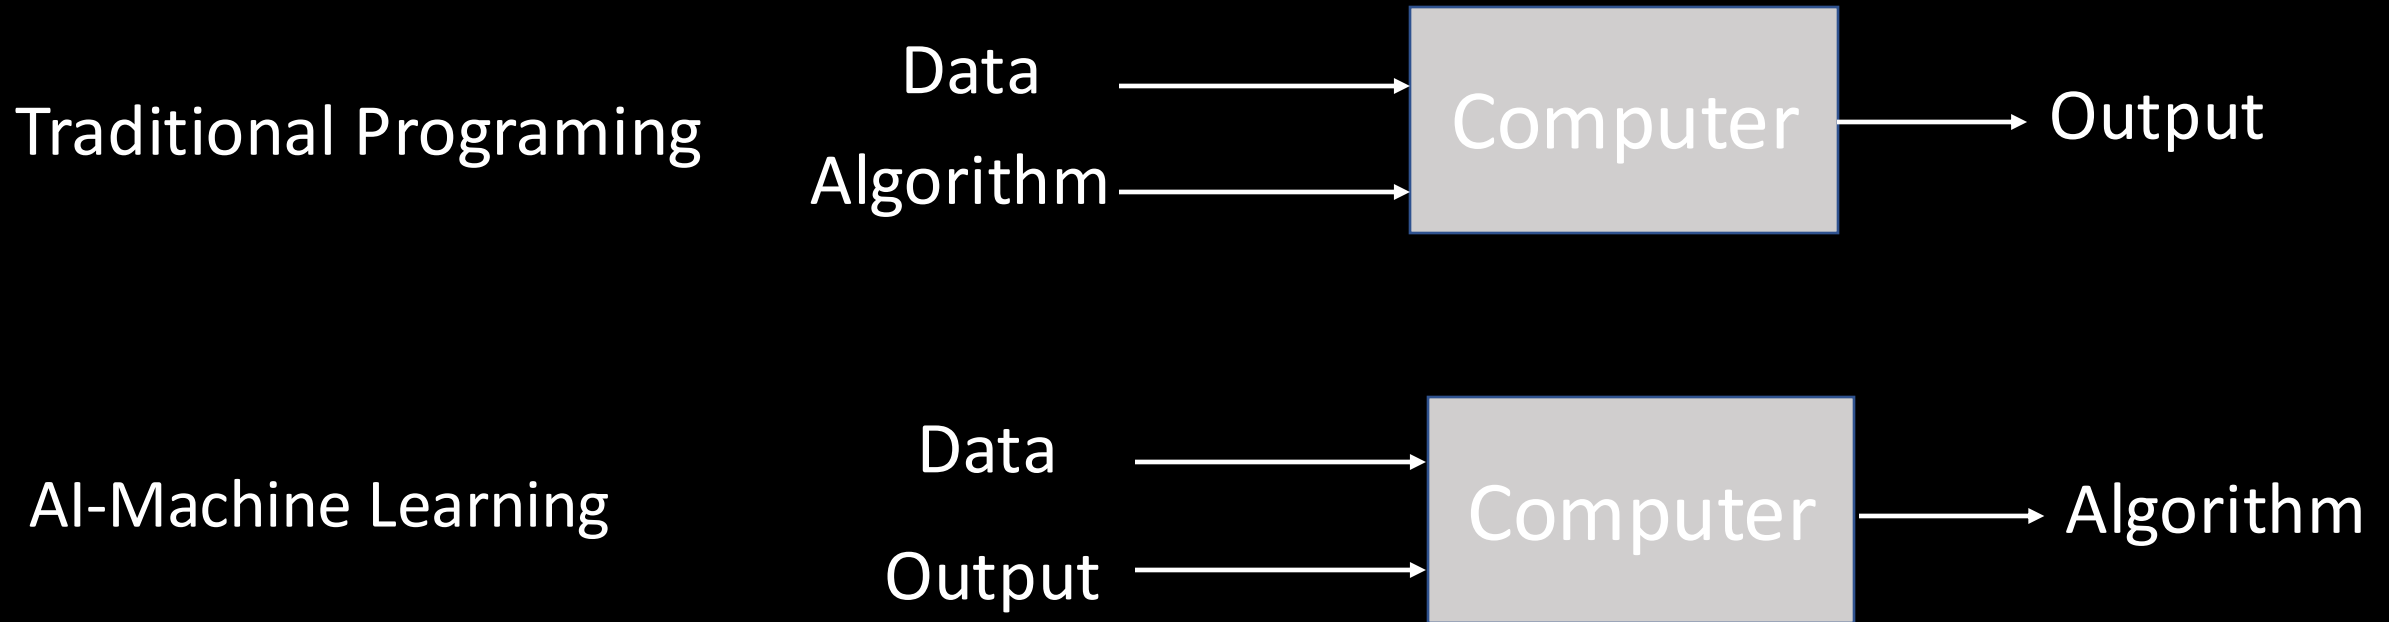 Traditional Programing
Data
Algorithm
Computer
Output
AI-Machine Learning
Data
Output
Computer
Algorithm